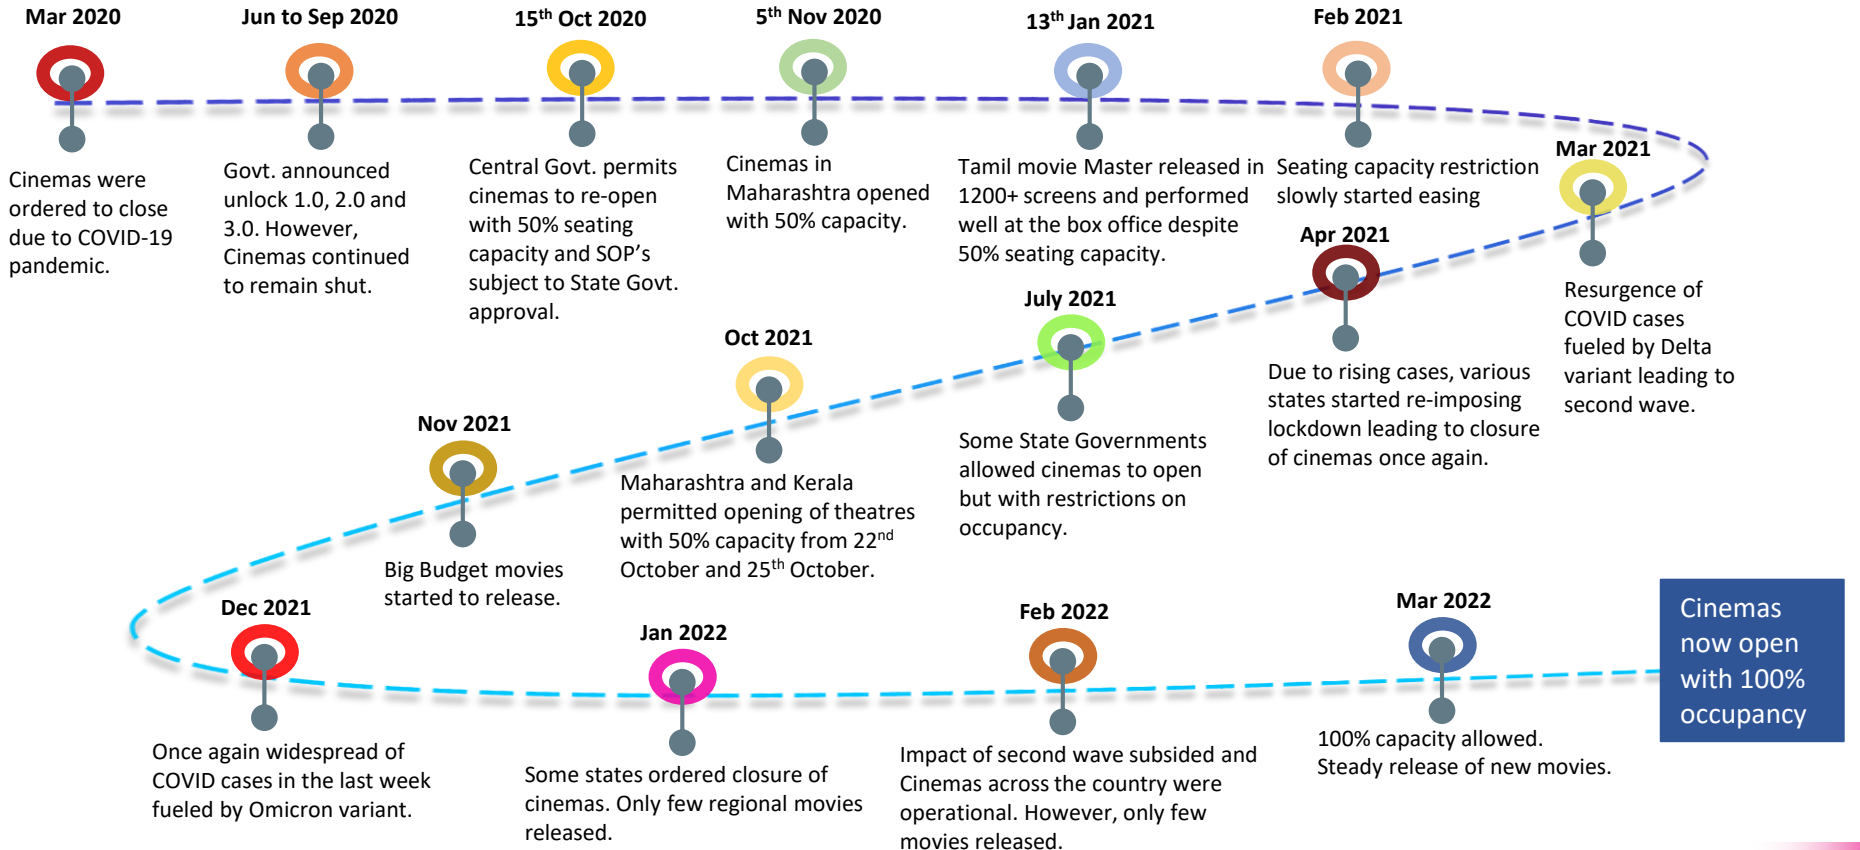 Mar 2020
Cinemas were
ordered to close
due to COVID-19
pandemic.
Jun to Sep 2020
Govt. announced
unlock 1.0, 2.0 and
3.0. However,
Cinemas continued
to remain shut.
15th Oct 2020
Central Govt. permits
cinemas to re-open
with 50% seating
capacity and SOP's
subject to State Govt.
approval.
5th Nov 2020
Cinemas in
Maharashtra opened
with 50% capacity.
13th Jan 2021
Tamil movie Master released in
1200+ screens and performed
well at the box office despite
50% seating capacity.
Feb 2021
Seating capacity restriction
slowly started easing
Mar 2021
Resurgence of
COVID cases
fueled by Delta
variant leading to
second wave.
Apr 2021
Due to rising cases, various
states started re-imposing
lockdown leading to closure
of cinemas once again.
July 2021
Some State Governments
allowed cinemas to open
but with restrictions on
occupancy.
Oct 2021
Maharashtra and Kerala
permitted opening of theatres
with 50% capacity from 22nd
October and 25th October.
Nov 2021
Big Budget movies
started to release.
Dec 2021
Once again widespread of
COVID cases in the last week
fueled by Omicron variant.
Jan 2022
Some states ordered closure of
cinemas. Only few regional movies
released.
Feb 2022
Impact of second wave subsided and
Cinemas across the country were
operational. However, only few
movies released.
Mar 2022
100% capacity allowed.
Steady release of new movies.
Cinemas
now open
with 100%
occupancy